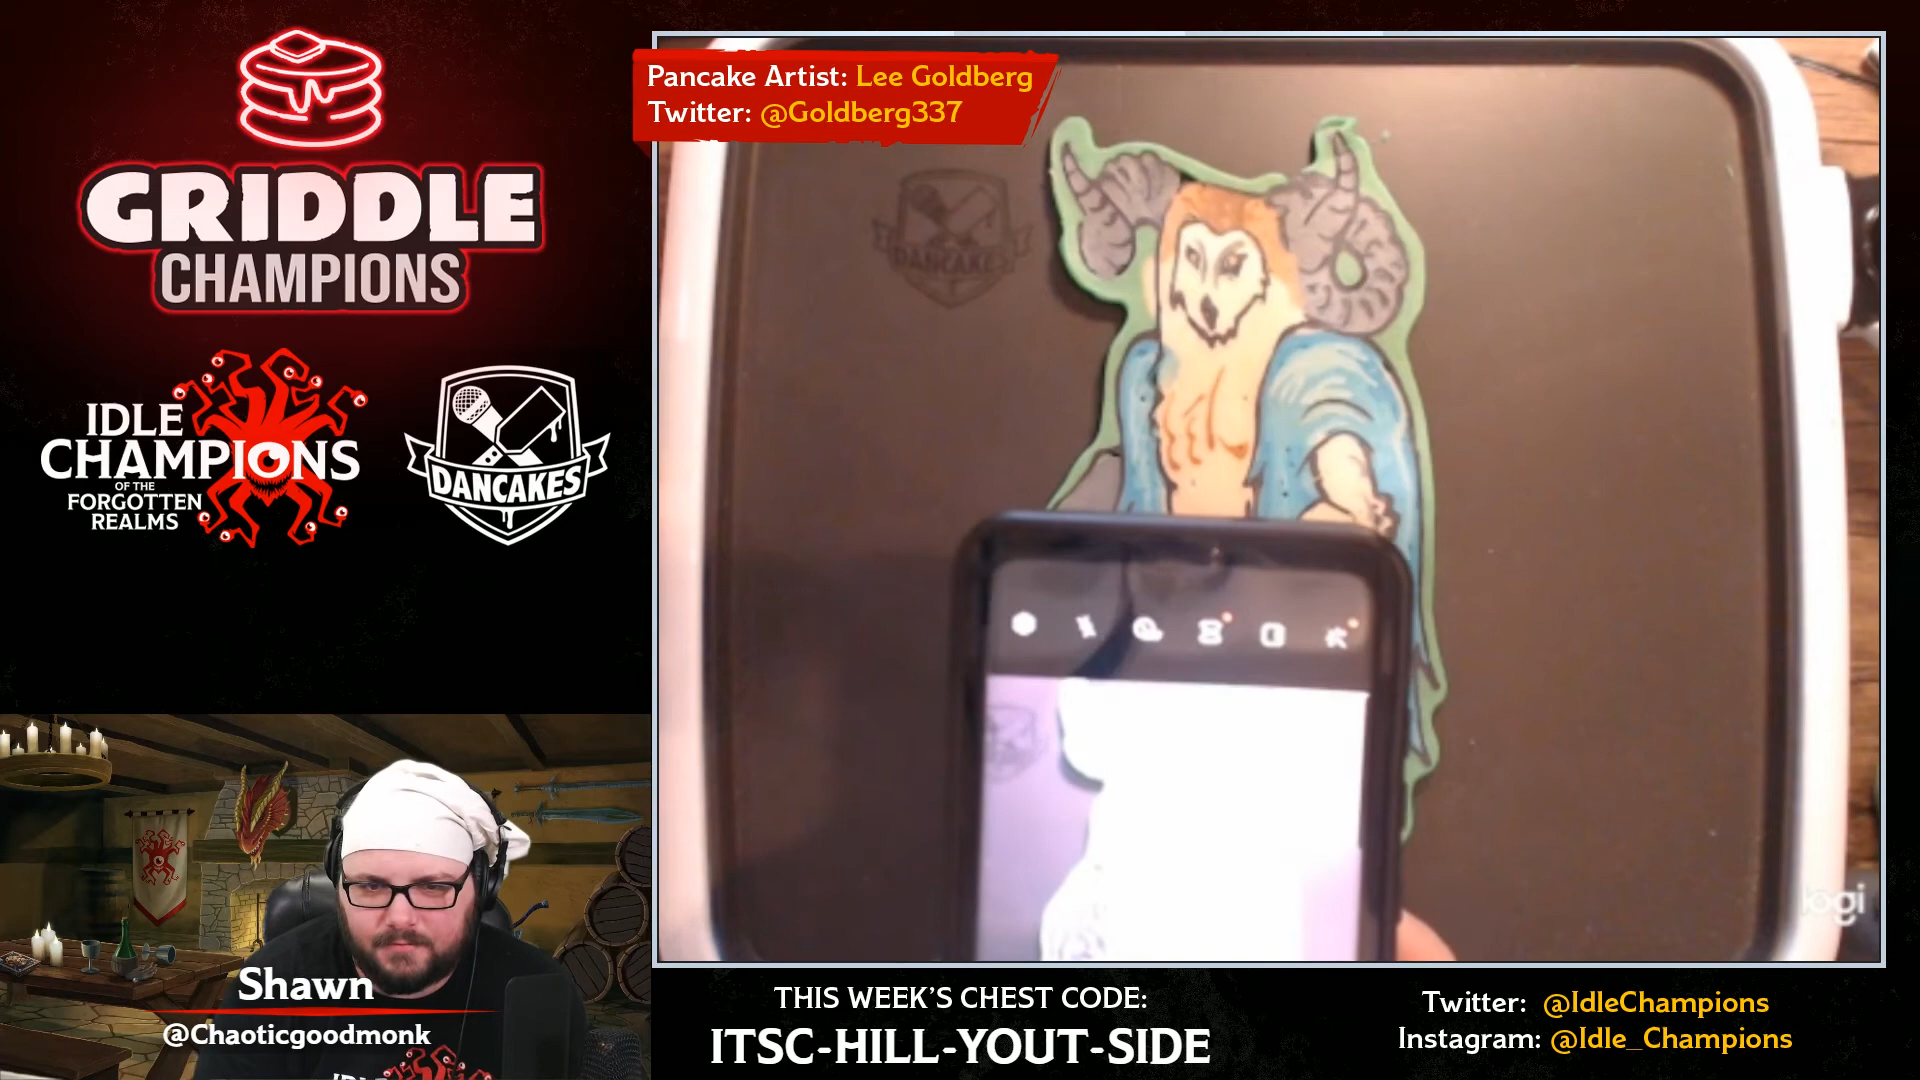 Pancake Artist: Lee Goldberg
Twitter: @Goldberg337
GRIDDLE
CHAMPIONS
IDLE
CHAMPIONS
OF THE
FORGOTTEN
REALMS
DANCAKES
DANCAKES
logi
Shawn
@Chaoticgoodmonk
THIS WEEK'S CHEST CODE:
ITSC-HILL-YOUT-SIDE
Twitter: @IdleChampions
Instagram: @Idle_Champions